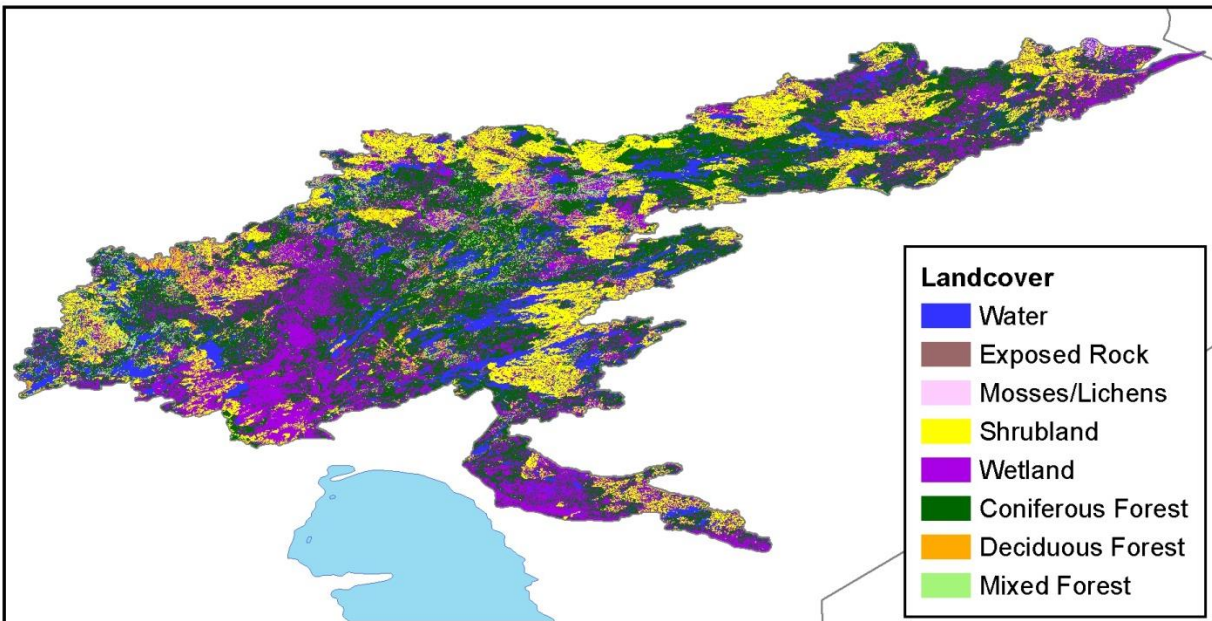 Landcover
Water
Exposed Rock
Mosses/Lichens
Shrubland
Wetland
Coniferous Forest
Deciduous Forest
Mixed Forest